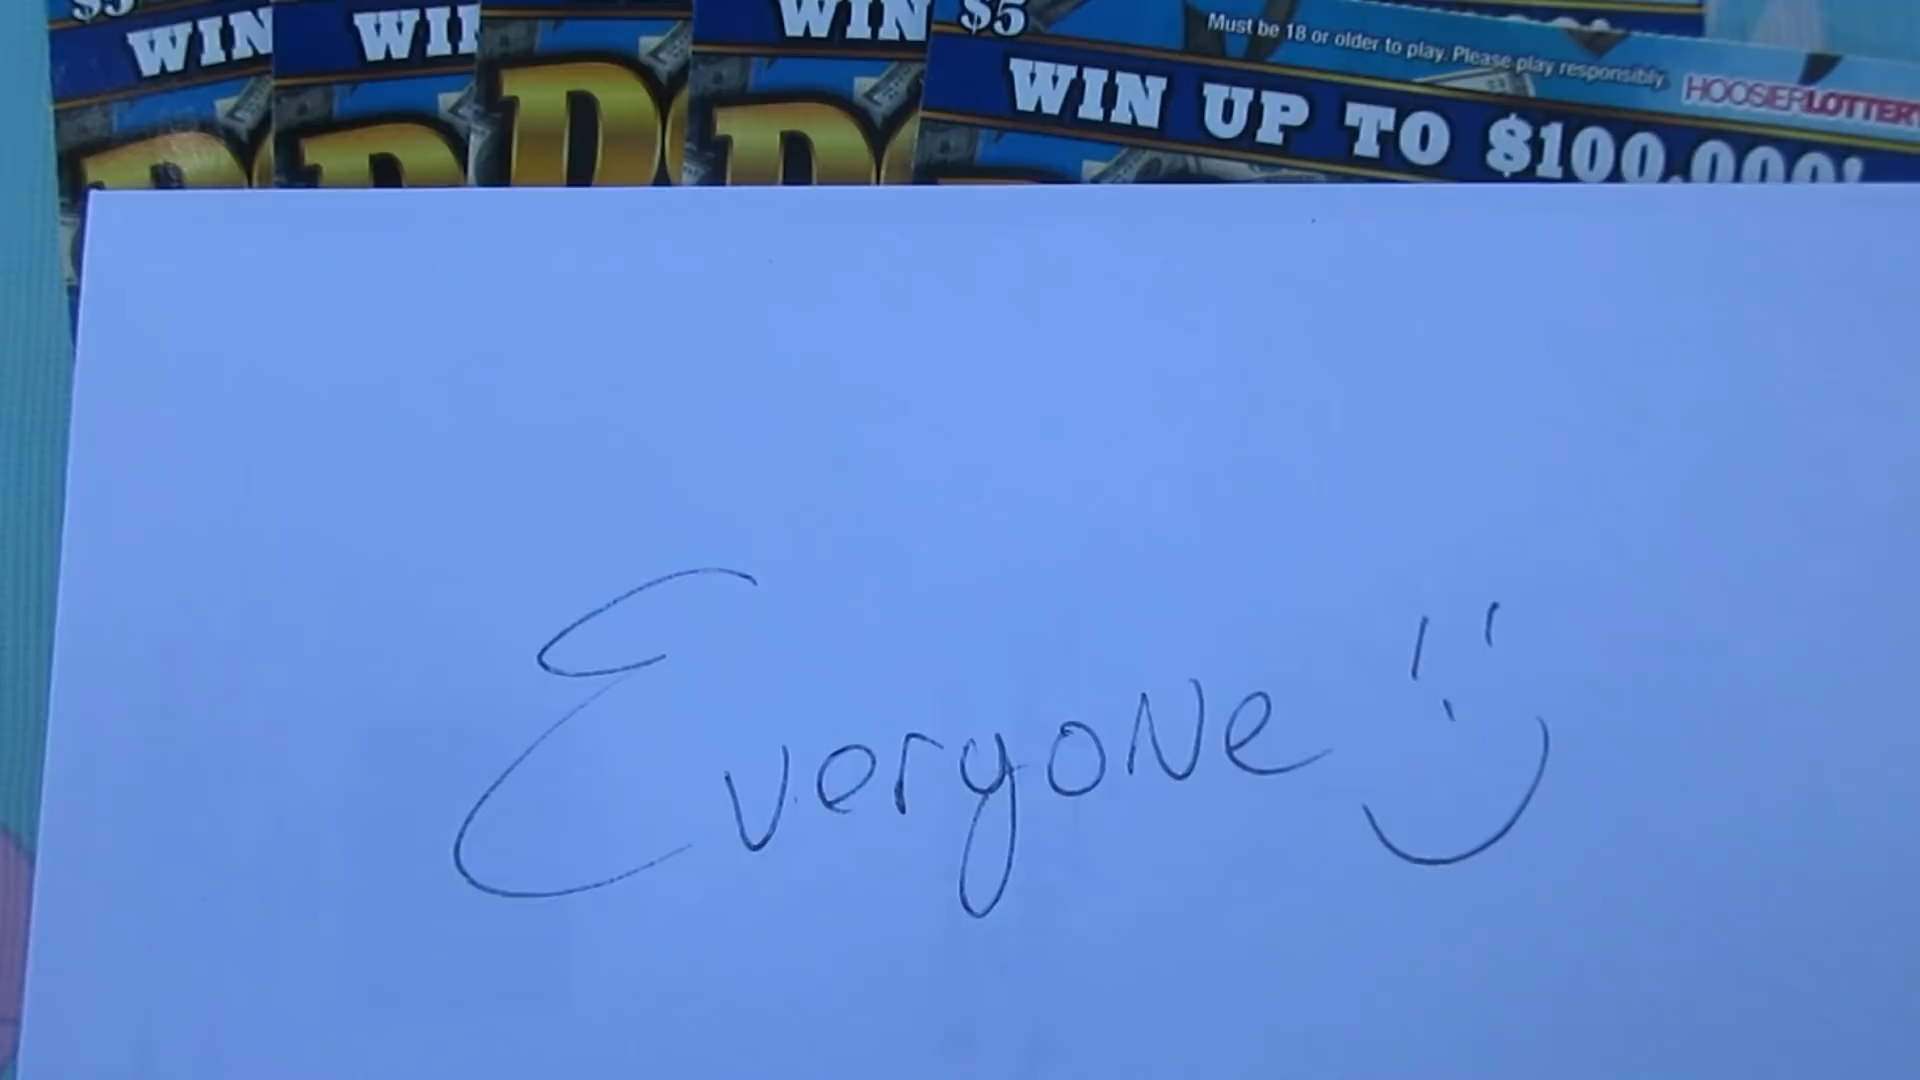 $5 $5
WIN WIN WIN
Must be 18 or older to play. Please play responsibly.
HOOSIERLOTTERY
WIN UP TO $100,000!
Everyone